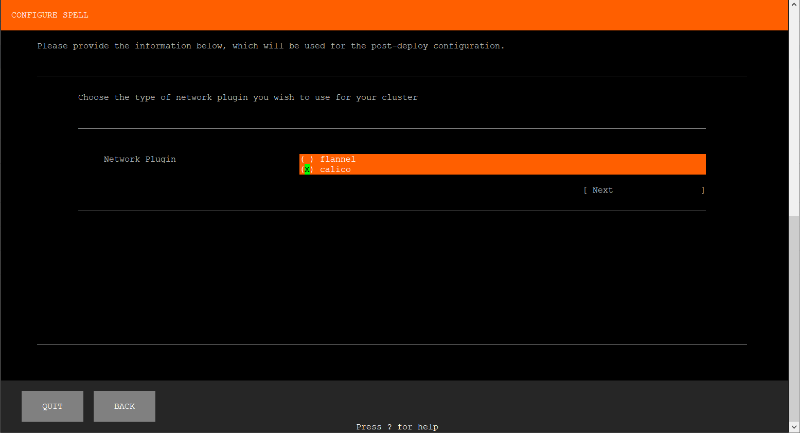 CONFIGURE SPELL
Please provide the information below, which will be used for the post-deploy configuration.
Choose the type of network plugin you wish to use for your cluster
Network Plugin
( ) flannel
(X) calico
[ Next ]
QUIT
BACK
Press ? for help